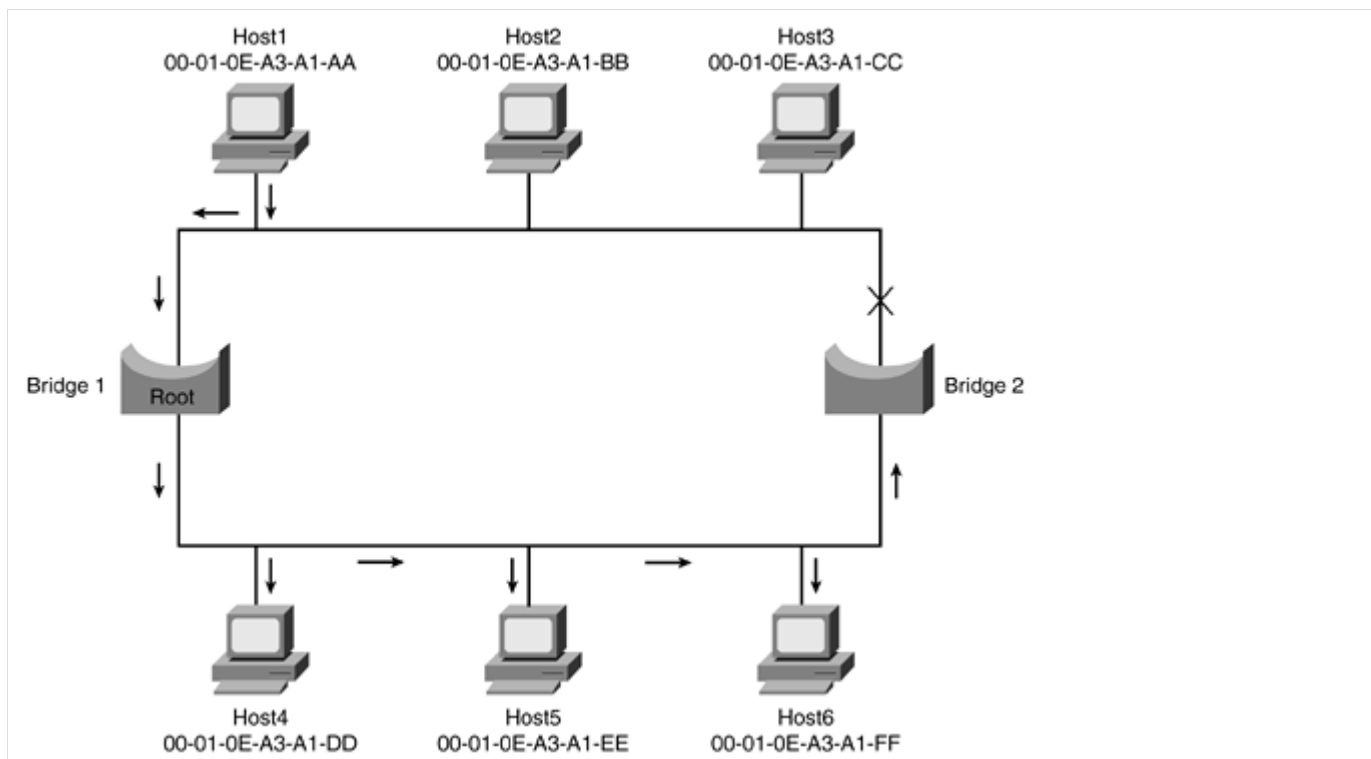 Host1
00-01-0E-A3-A1-AA
Host2
00-01-0E-A3-A1-BB
Host3
00-01-0E-A3-A1-CC
Bridge 1
Root
Bridge 2
Host4
00-01-0E-A3-A1-DD
Host5
00-01-0E-A3-A1-EE
Host6
00-01-0E-A3-A1-FF